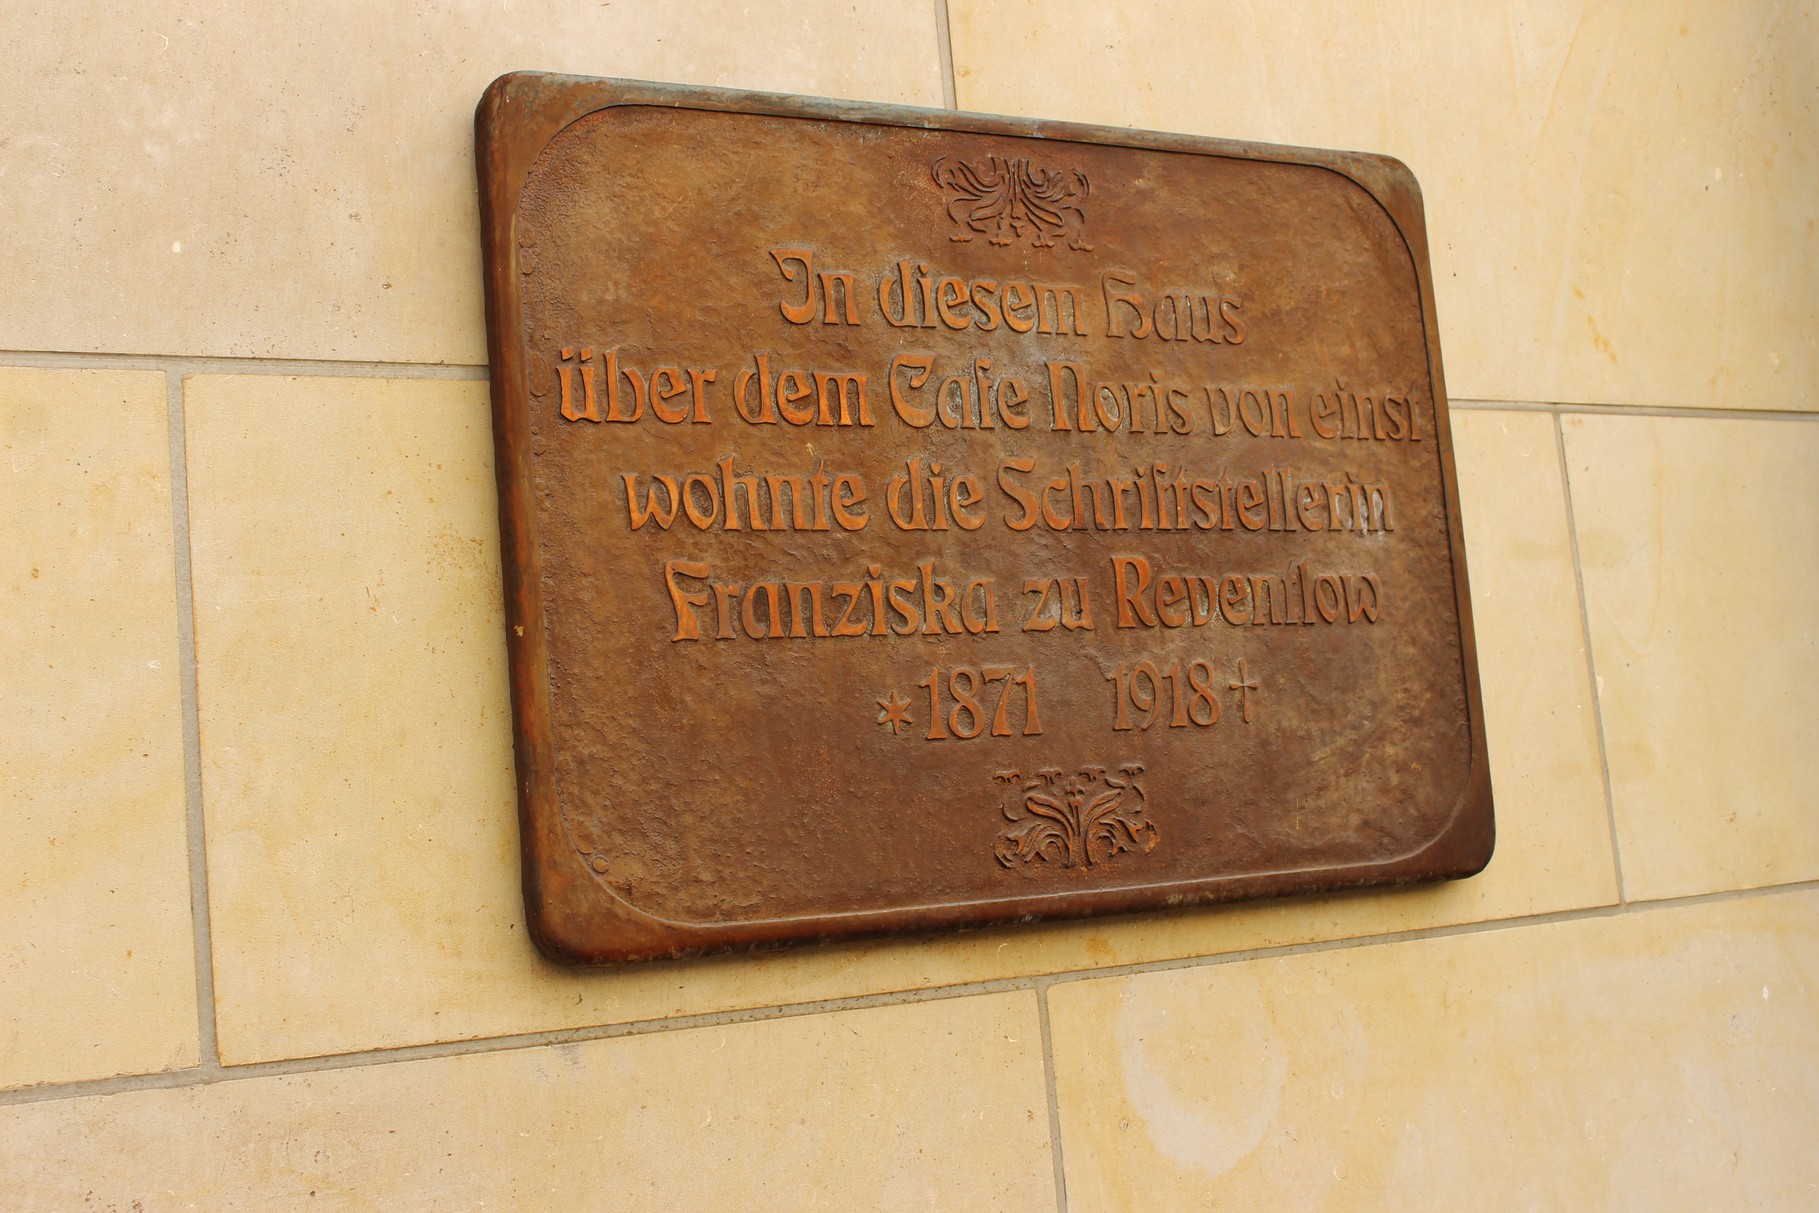 In diesem Haus
über dem Cafe Noris von einst
wohnte die Schriftstellerin
Franziska zu Reventlow
*1871 1918†